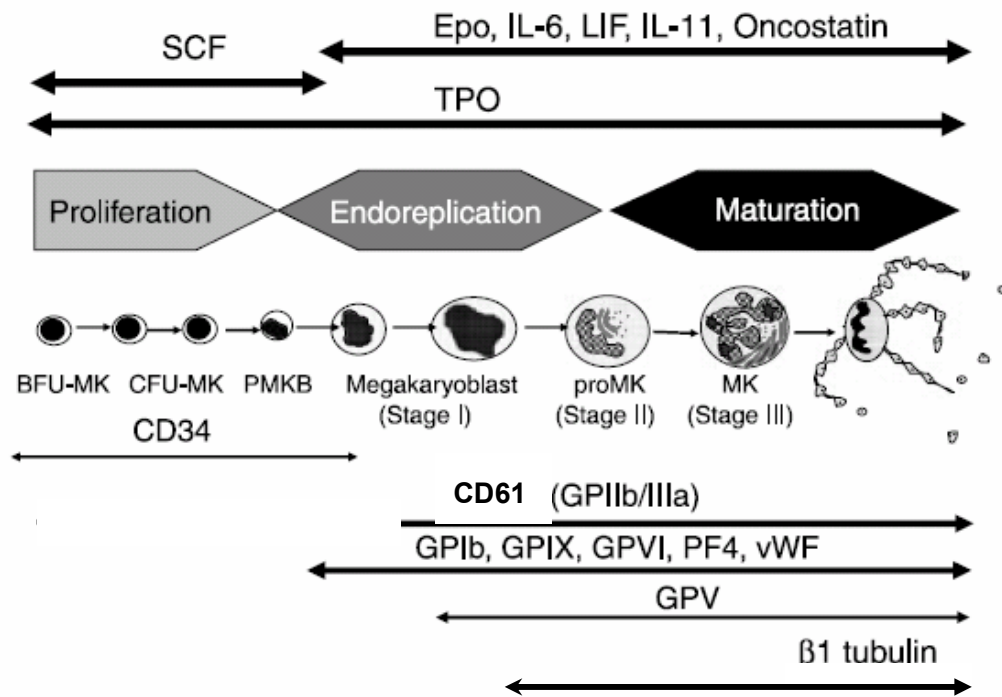 Epo, IL-6, LIF, IL-11, Oncostatin
SCF
TPO
Proliferation
Endoreplication
Maturation
BFU-MK
CFU-MK
PMKB
Megakaryoblast
(Stage I)
proMK
(Stage II)
MK
(Stage III)
CD34
CD61 (GPIIb/IIIa)
GPIb, GPIX, GPVI, PF4, vWF
GPV
ß1 tubulin